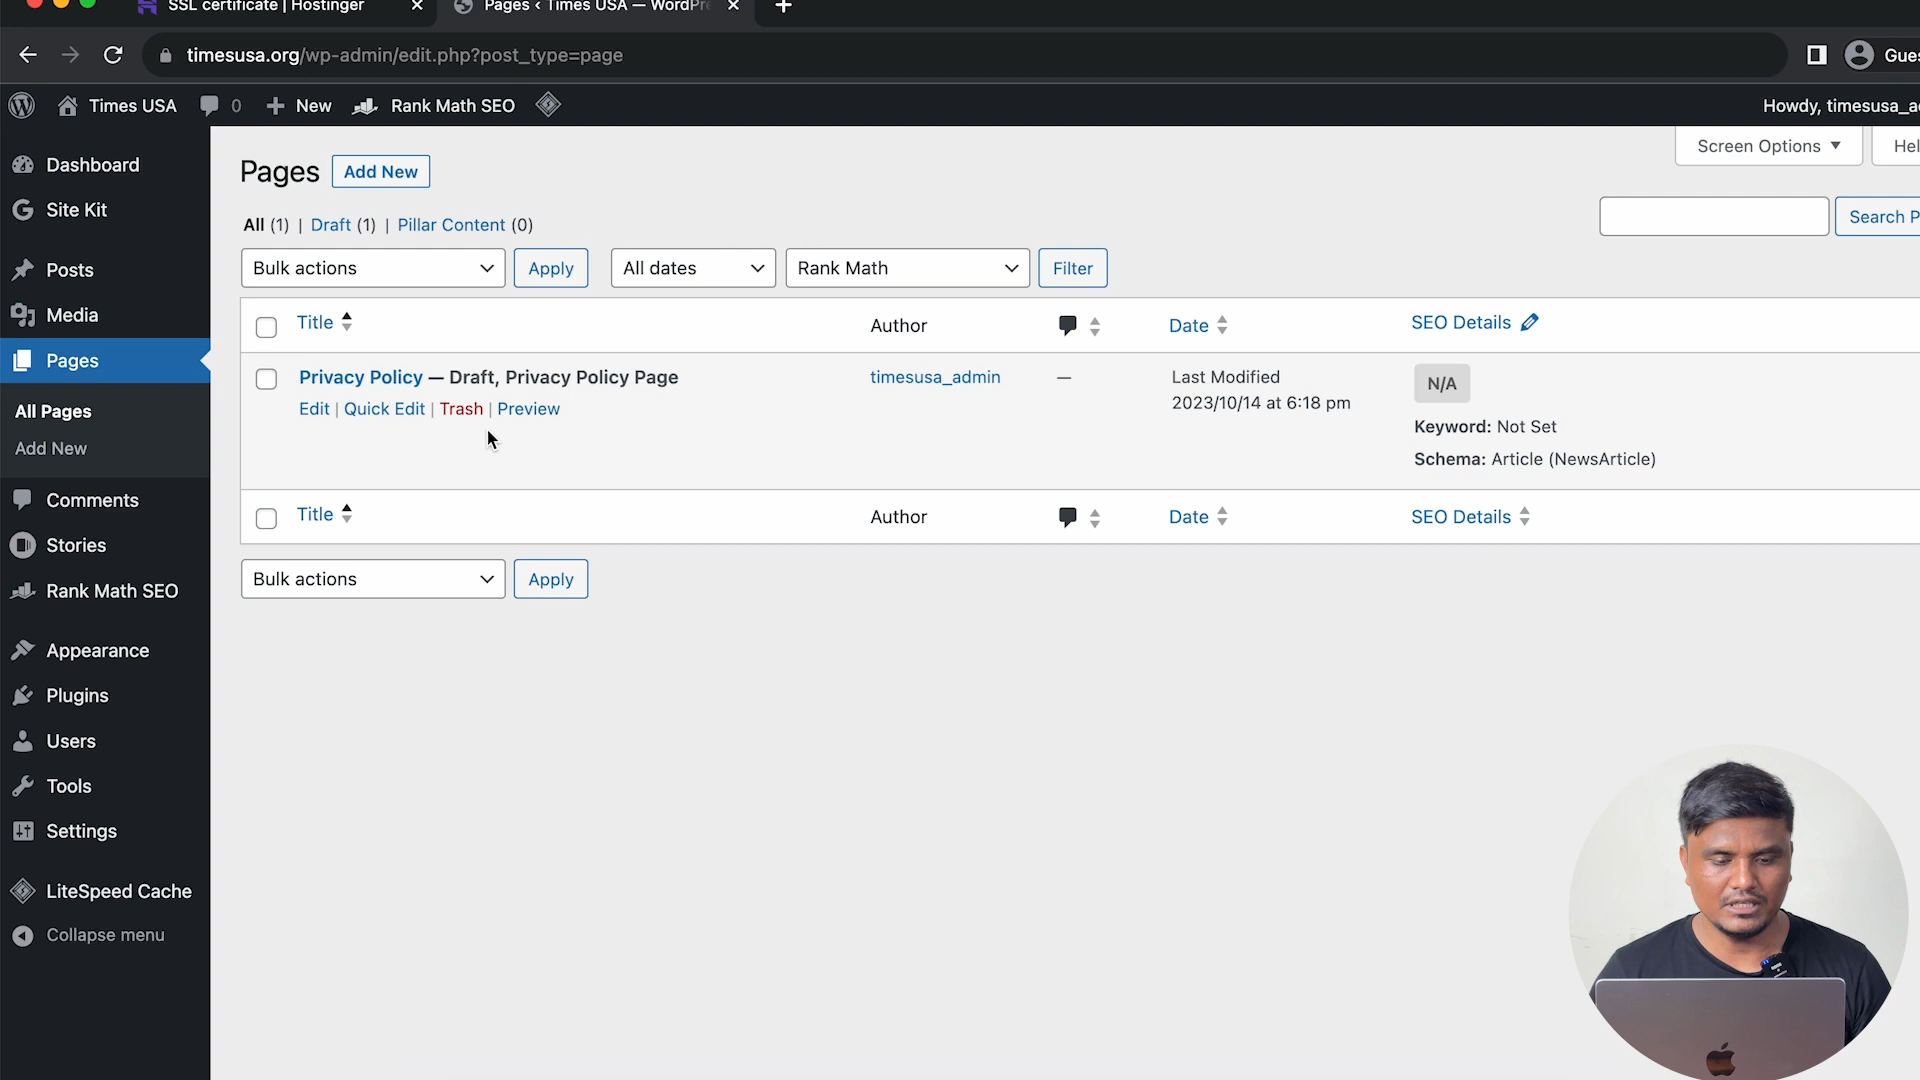 SSL certificate | Hostinger
Pages ‹ Times USA — WordPr
timesusa.org/wp-admin/edit.php?post_type=page
Gues
Times USA 0 New Rank Math SEO
Howdy, timesusa_a
Dashboard
Site Kit
Posts
Media
Pages
All Pages
Add New
Comments
Stories
Rank Math SEO
Appearance
Plugins
Users
Tools
Settings
LiteSpeed Cache
Collapse menu
Screen Options Hel
Pages Add New
All (1) | Draft (1) | Pillar Content (0)
Search P
Bulk actions Apply All dates Rank Math Filter
Title Author Date SEO Details
Privacy Policy — Draft, Privacy Policy Page timesusa_admin — Last Modified N/A
Edit | Quick Edit | Trash | Preview 2023/10/14 at 6:18 pm
Keyword: Not Set
Schema: Article (NewsArticle)
Title Author Date SEO Details
Bulk actions Apply